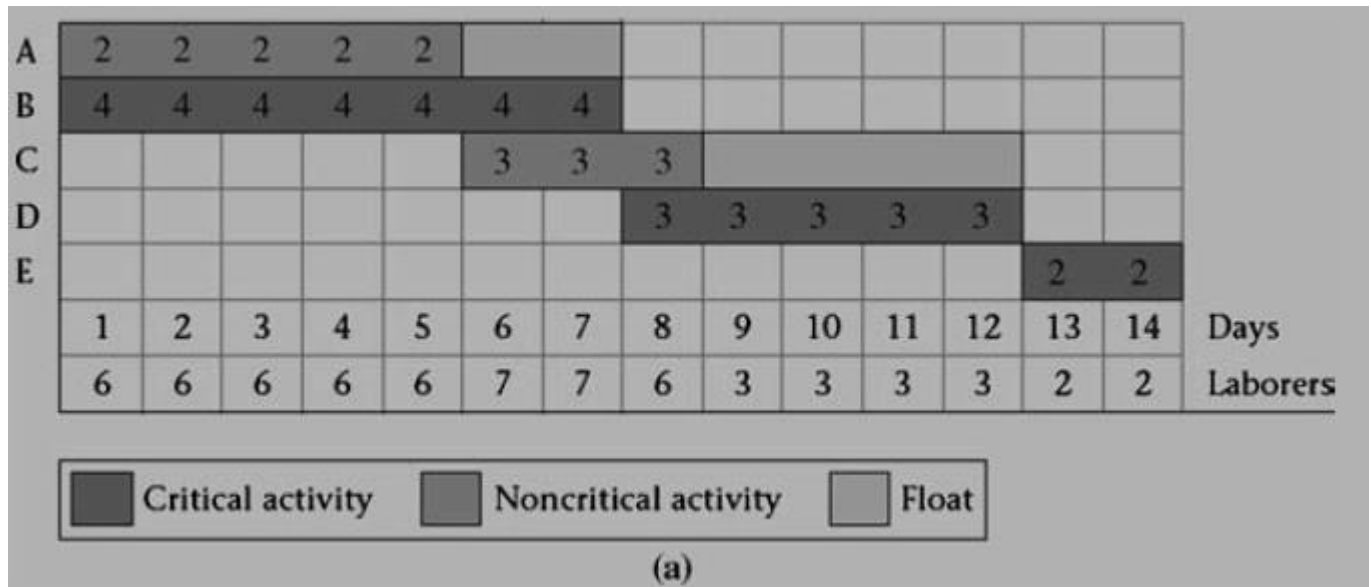 A 2 2 2 2 2
B 4 4 4 4 4 4 4
C 3 3 3
D 3 3 3 3 3
E 2 2
1 2 3 4 5 6 7 8 9 10 11 12 13 14 Days
6 6 6 6 6 7 7 6 3 3 3 3 2 2 Laborers
Critical activity Noncritical activity Float
(a)